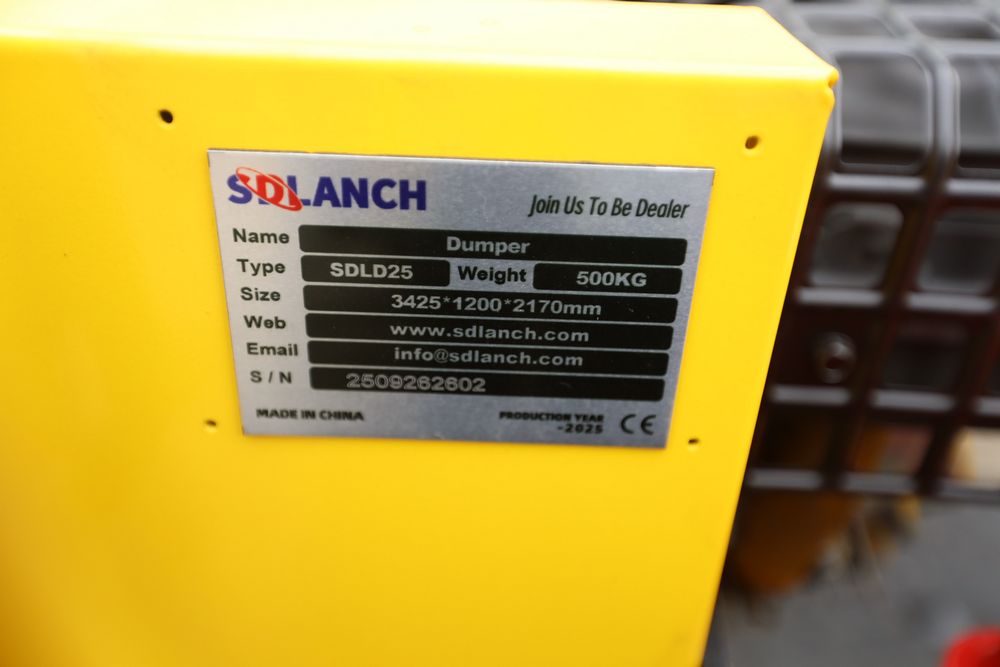 SDLANCH
Join Us To Be Dealer
Name Dumper
Type SDLD25 Weight 500KG
Size 3425*1200*2170mm
Web www.sdlanch.com
Email info@sdlanch.com
S / N 2509262602
MADE IN CHINA PRODUCTION YEAR
-2025 CE